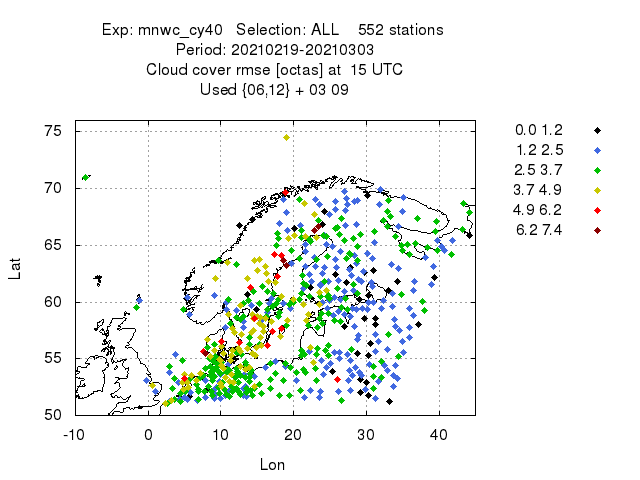 Exp: mnwc_cy40 Selection: ALL 552 stations
Period: 20210219-20210303
Cloud cover rmse [octas] at 15 UTC
Used {06,12} + 03 09
0.0 1.2
1.2 2.5
2.5 3.7
3.7 4.9
4.9 6.2
6.2 7.4
75
70
65
60
55
50
Lat
-10 0 10 20 30 40
Lon